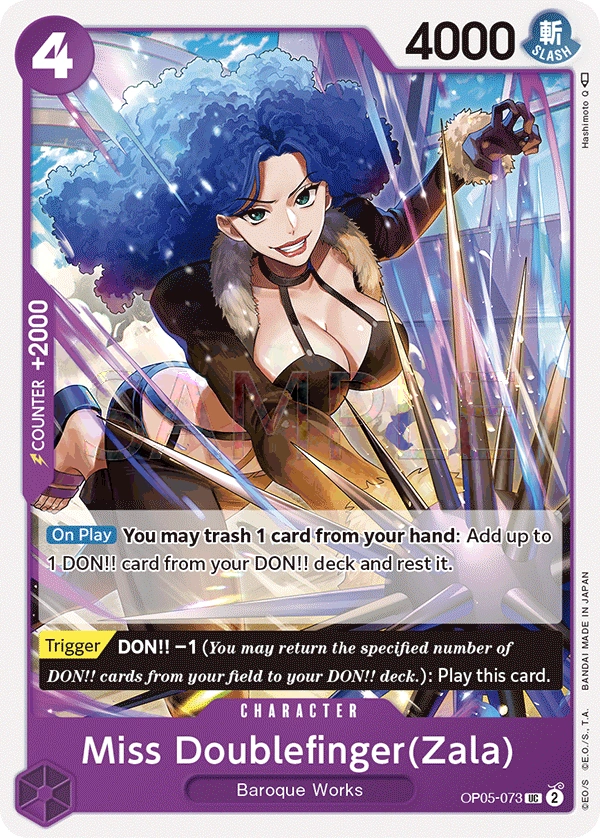 4
4000
斬
SLASH
Hashimoto Q
COUNTER +2000
SAMPLE
On Play You may trash 1 card from your hand: Add up to
1 DON!! card from your DON!! deck and rest it.
Trigger DON!! −1 (You may return the specified number of
DON!! cards from your field to your DON!! deck.): Play this card.
CHARACTER
Miss Doublefinger(Zala)
Baroque Works
OP05-073 UC 2
©E.O/S ©E.O./S., T.A. BANDAI MADE IN JAPAN